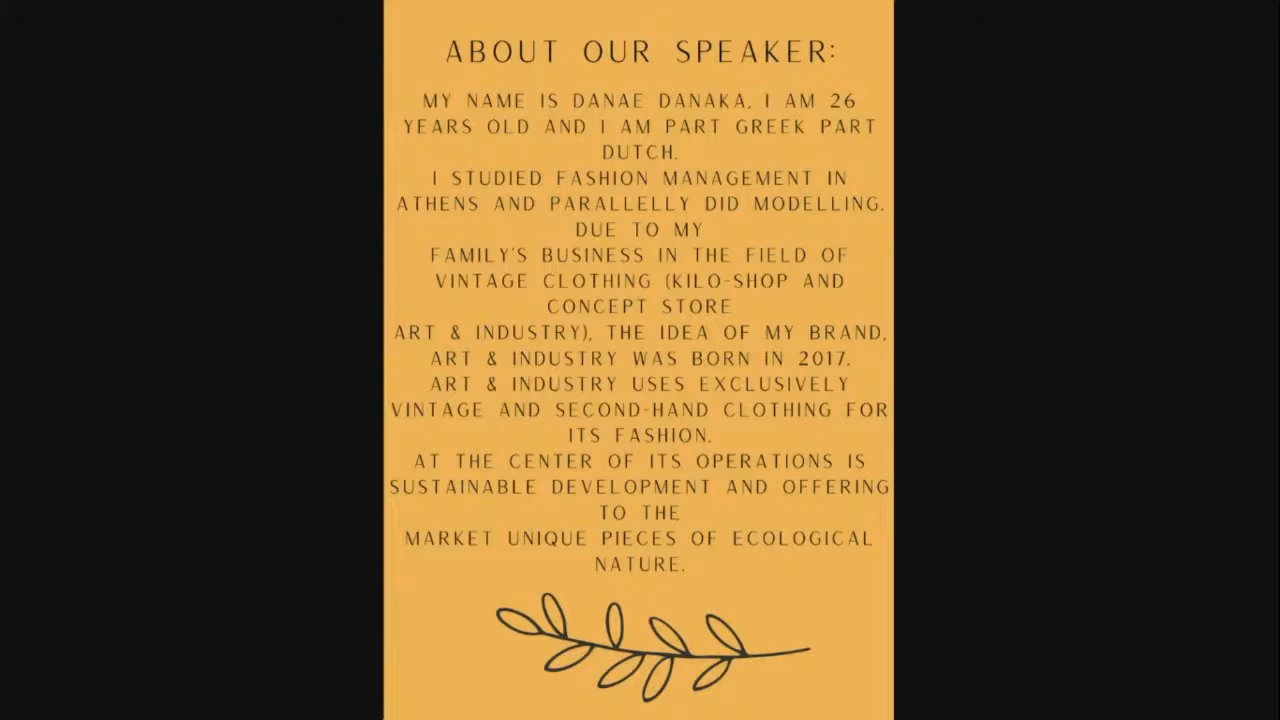 ABOUT OUR SPEAKER:
MY NAME IS DANAE DANAKA, I AM 26
YEARS OLD AND I AM PART GREEK PART
DUTCH.
I STUDIED FASHION MANAGEMENT IN
ATHENS AND PARALLELLY DID MODELLING.
DUE TO MY
FAMILY'S BUSINESS IN THE FIELD OF
VINTAGE CLOTHING (KILO-SHOP AND
CONCEPT STORE
ART & INDUSTRY), THE IDEA OF MY BRAND,
ART & INDUSTRY WAS BORN IN 2017.
ART & INDUSTRY USES EXCLUSIVELY
VINTAGE AND SECOND-HAND CLOTHING FOR
ITS FASHION.
AT THE CENTER OF ITS OPERATIONS IS
SUSTAINABLE DEVELOPMENT AND OFFERING
TO THE
MARKET UNIQUE PIECES OF ECOLOGICAL
NATURE.